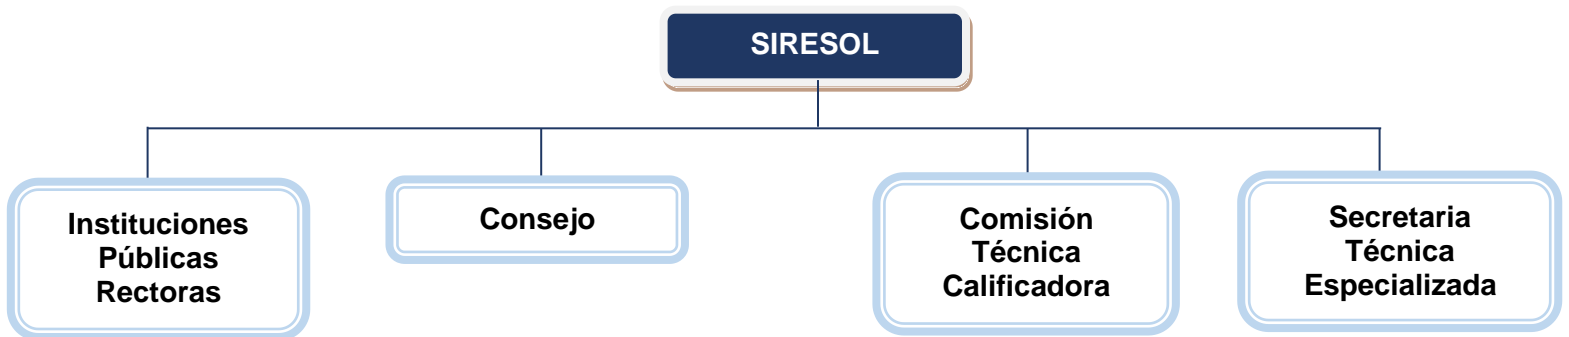 SIRESOL
Instituciones
Públicas
Rectoras
Consejo
Comisión
Técnica
Calificadora
Secretaria
Técnica
Especializada